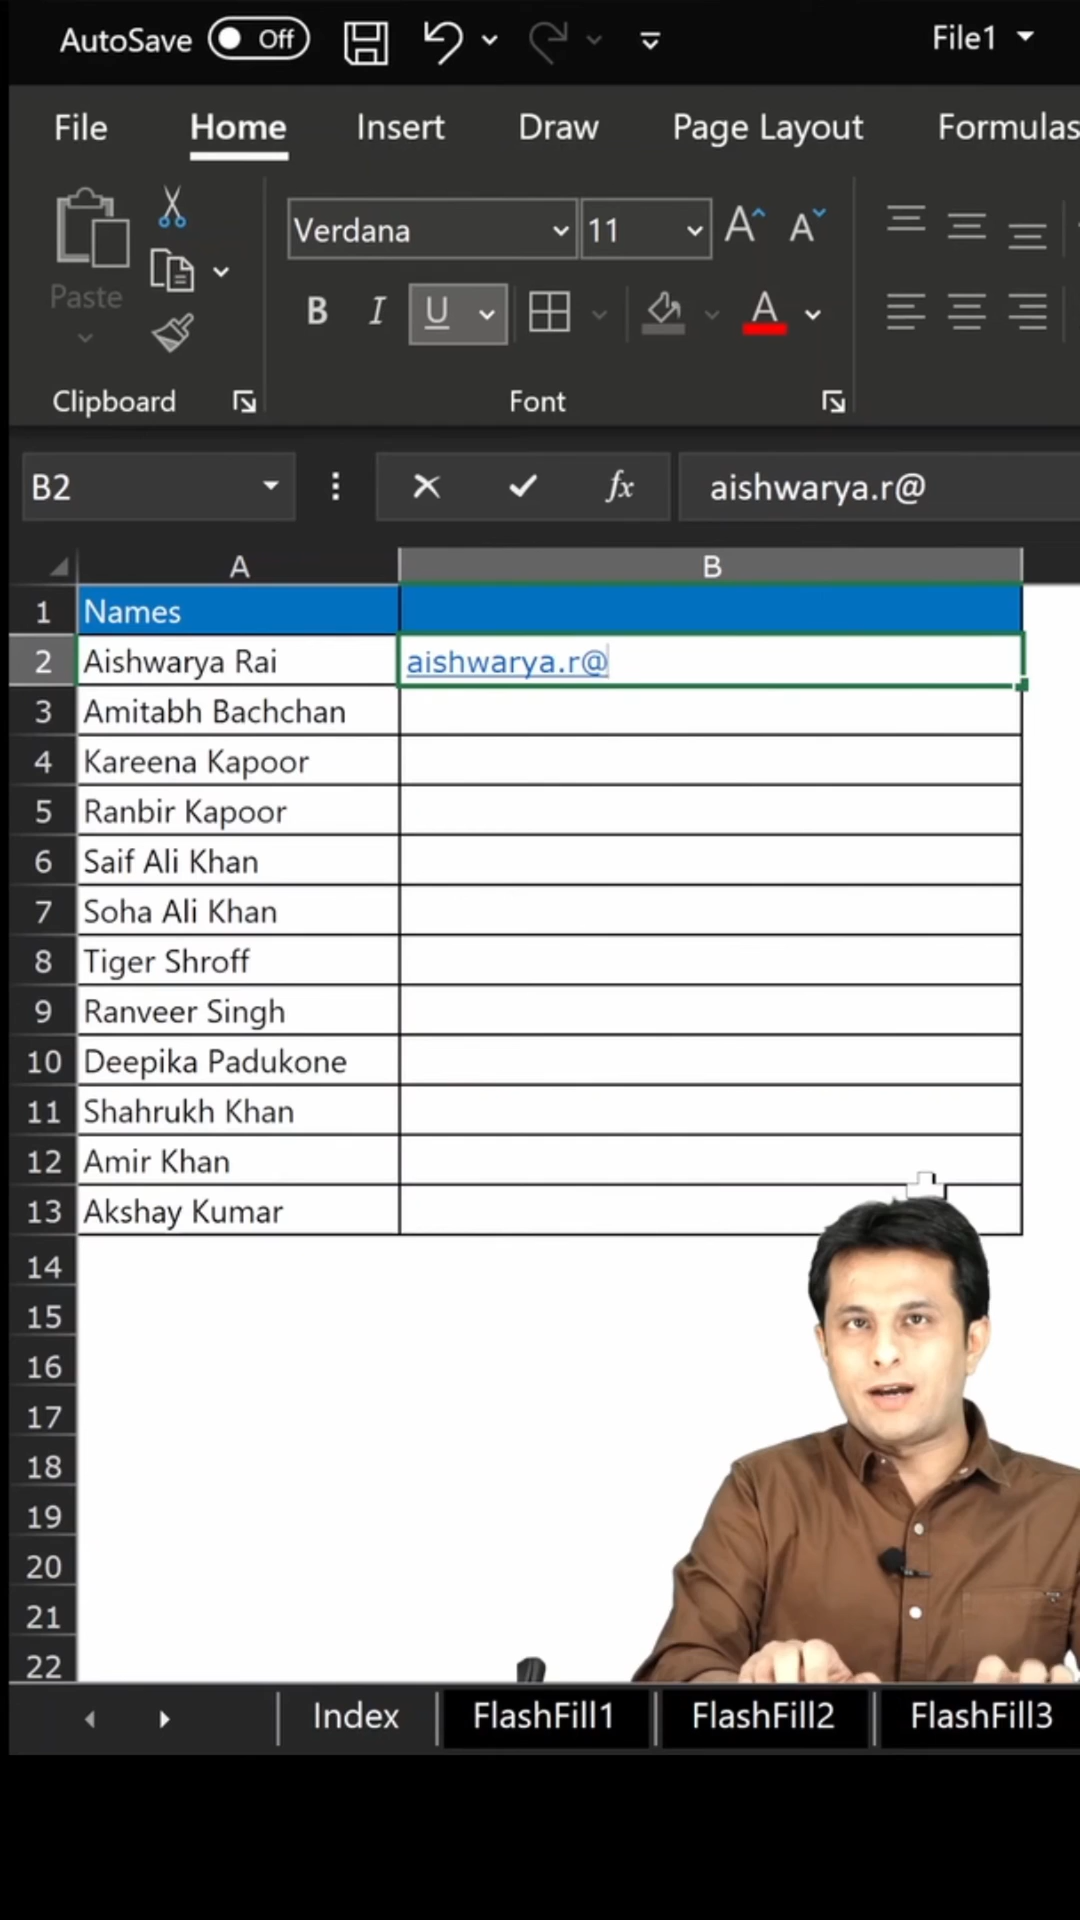 AutoSave Off File1
File Home Insert Draw Page Layout Formulas
Verdana 11 A A
Paste
B I U A
Clipboard Font
B2 fx aishwarya.r@
A B
1 Names
2 Aishwarya Rai aishwarya.r@
3 Amitabh Bachchan
4 Kareena Kapoor
5 Ranbir Kapoor
6 Saif Ali Khan
7 Soha Ali Khan
8 Tiger Shroff
9 Ranveer Singh
10 Deepika Padukone
11 Shahrukh Khan
12 Amir Khan
13 Akshay Kumar
14
15
16
17
18
19
20
21
22
Index FlashFill1 FlashFill2 FlashFill3